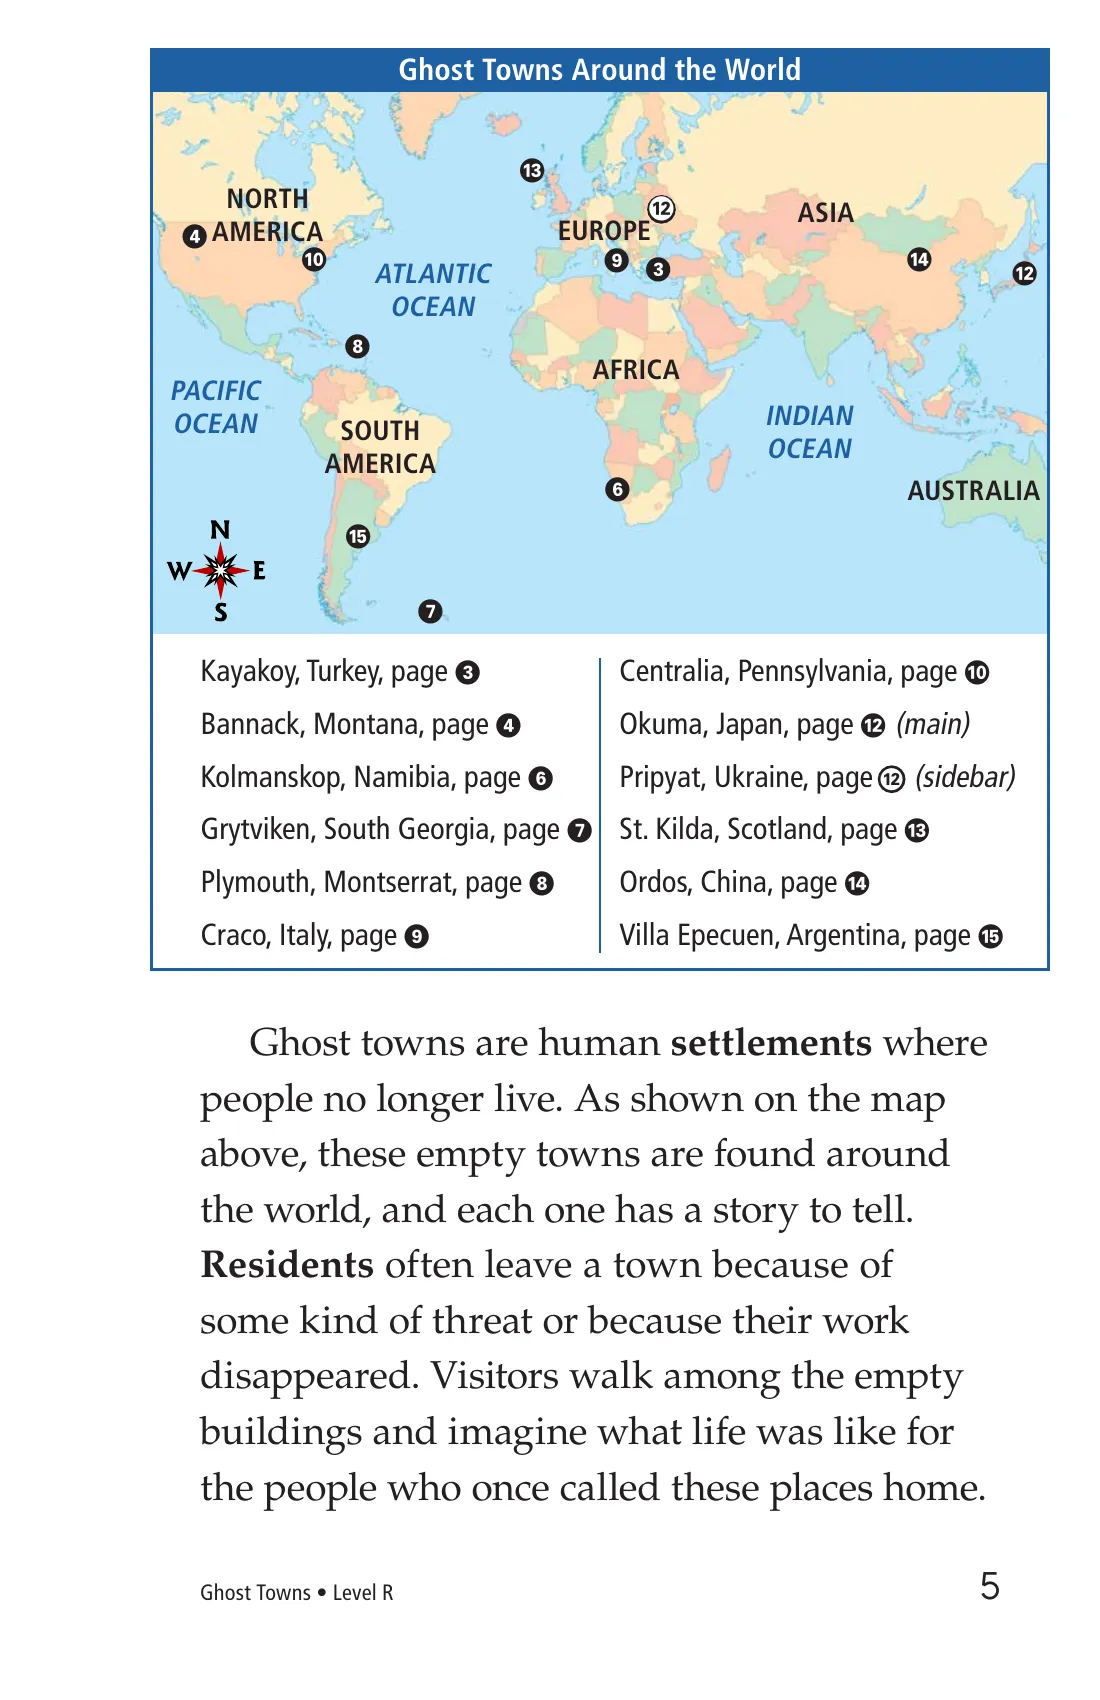 Ghost Towns Around the World
13
NORTH
AMERICA
4
10
ATLANTIC
OCEAN
EUROPE
12
9
3
ASIA
14
12
8
PACIFIC
OCEAN
AFRICA
SOUTH
AMERICA
INDIAN
OCEAN
6
AUSTRALIA
15
N
W
E
S
7
Kayakoy, Turkey, page 3
Bannack, Montana, page 4
Kolmanskop, Namibia, page 6
Grytviken, South Georgia, page 7
Plymouth, Montserrat, page 8
Craco, Italy, page 9
Centralia, Pennsylvania, page 10
Okuma, Japan, page 12 (main)
Pripyat, Ukraine, page 12 (sidebar)
St. Kilda, Scotland, page 13
Ordos, China, page 14
Villa Epecuen, Argentina, page 15
Ghost towns are human settlements where
people no longer live. As shown on the map
above, these empty towns are found around
the world, and each one has a story to tell.
Residents often leave a town because of
some kind of threat or because their work
disappeared. Visitors walk among the empty
buildings and imagine what life was like for
the people who once called these places home.
Ghost Towns • Level R
5